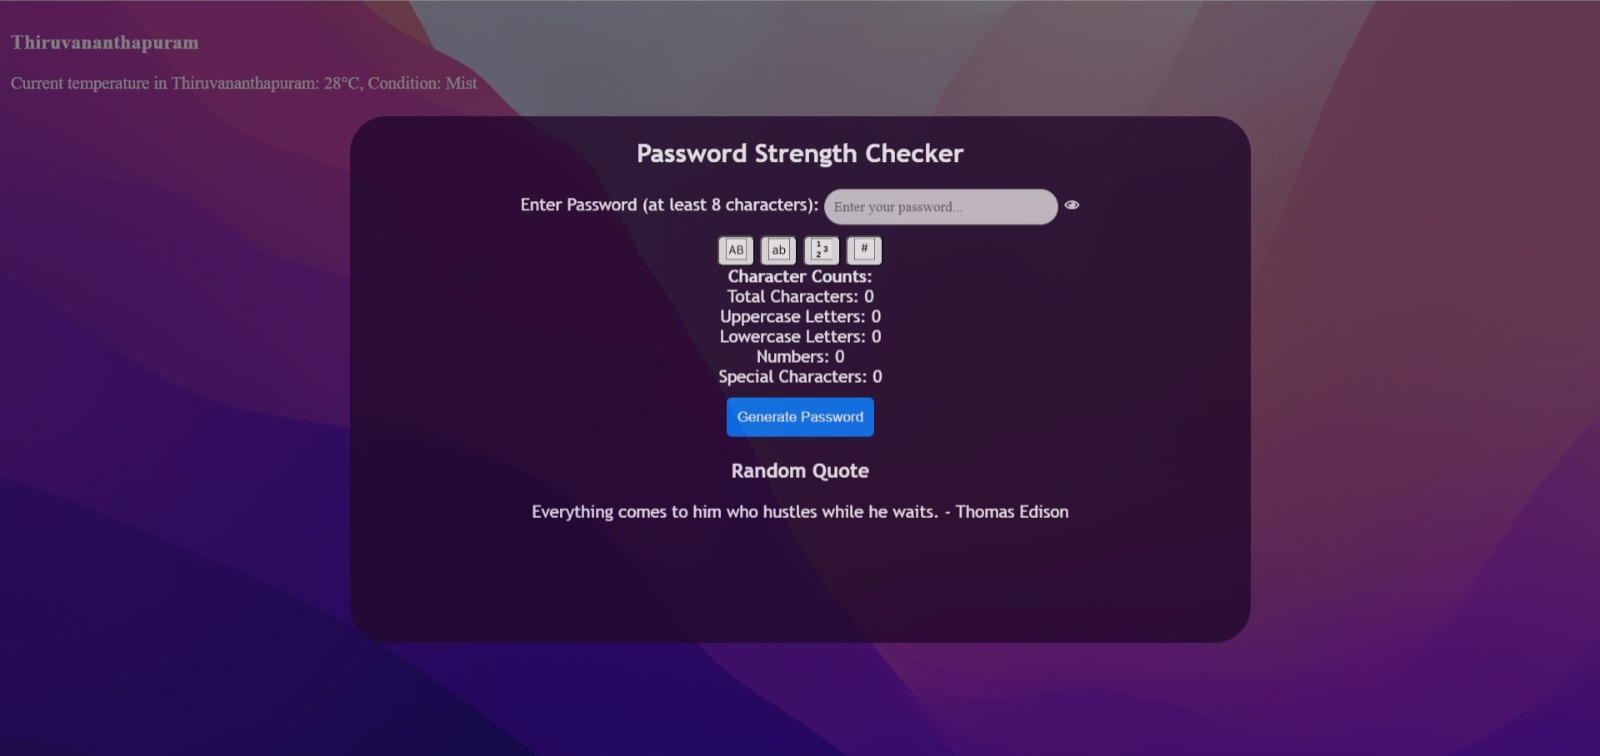 Thiruvananthapuram
Current temperature in Thiruvananthapuram: 28°C, Condition: Mist
Password Strength Checker
Enter Password (at least 8 characters): Enter your password...
AB ab 1 2 3 #
Character Counts:
Total Characters: 0
Uppercase Letters: 0
Lowercase Letters: 0
Numbers: 0
Special Characters: 0
Generate Password
Random Quote
Everything comes to him who hustles while he waits. - Thomas Edison